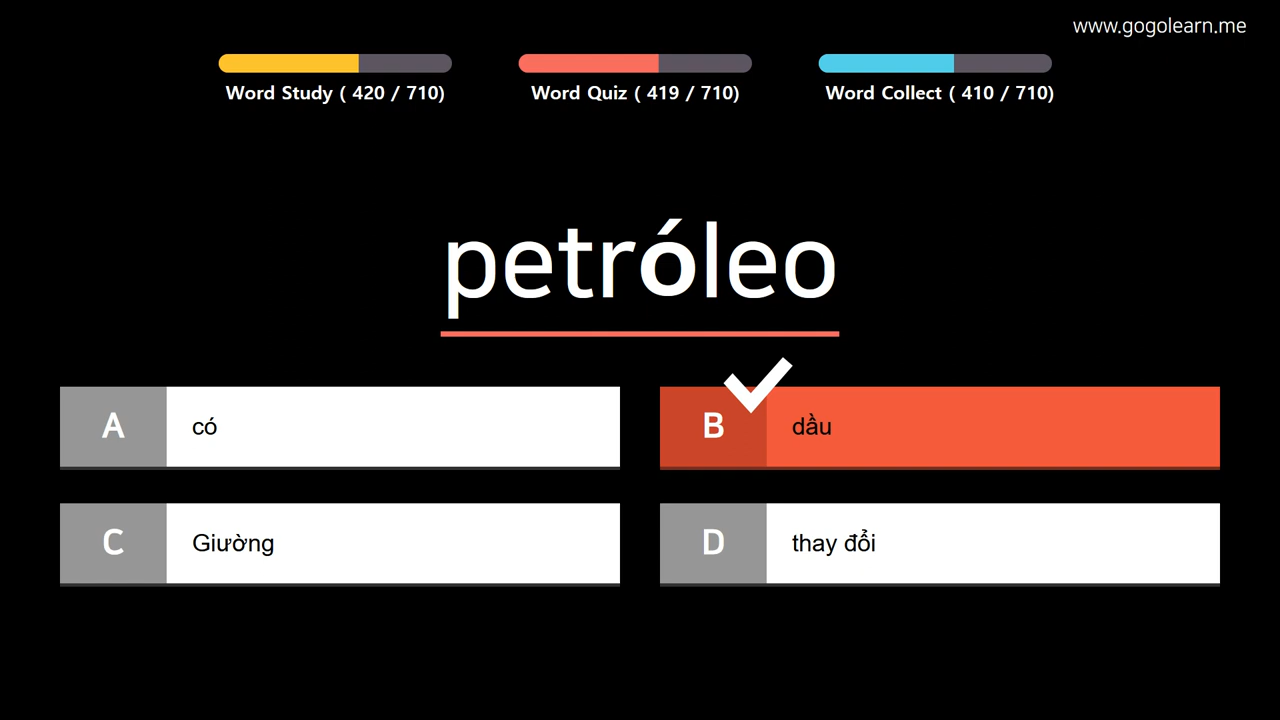 www.gogolearn.me
Word Study ( 420 / 710)
Word Quiz ( 419 / 710)
Word Collect ( 410 / 710)
petróleo
A có
B dầu
C Giường
D thay đổi